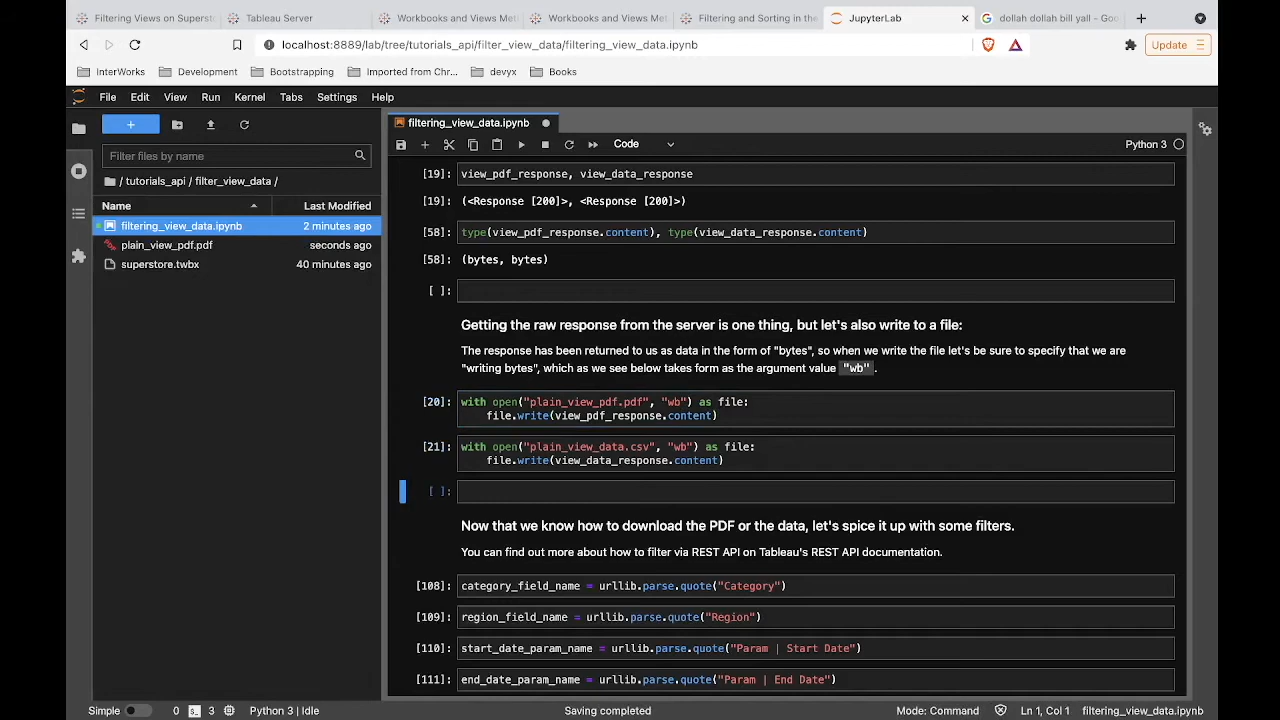 Filtering Views on Superst
Tableau Server
Workbooks and Views Met
Workbooks and Views Me
Filtering and Sorting in the
JupyterLab
dollah dollah bill yall - Goo
localhost:8889/lab/tree/tutorials_api/filter_view_data/filtering_view_data.ipynb
Update
InterWorks
Development
Bootstrapping
Imported from Chr...
devyx
Books
File Edit View Run Kernel Tabs Settings Help
filtering_view_data.ipynb
Code
Python 3
Filter files by name
/ tutorials_api / filter_view_data /
Name Last Modified
filtering_view_data.ipynb 2 minutes ago
plain_view_pdf.pdf seconds ago
superstore.twbx 40 minutes ago
[19]: view_pdf_response, view_data_response
[19]: (<Response [200]>, <Response [200]>)
[58]: type(view_pdf_response.content), type(view_data_response.content)
[58]: (bytes, bytes)
[ ]:
Getting the raw response from the server is one thing, but let's also write to a file:
The response has been returned to us as data in the form of "bytes", so when we write the file let's be sure to specify that we are
"writing bytes", which as we see below takes form as the argument value "wb".
[20]: with open("plain_view_pdf.pdf", "wb") as file:
file.write(view_pdf_response.content)
[21]: with open("plain_view_data.csv", "wb") as file:
file.write(view_data_response.content)
[ ]:
Now that we know how to download the PDF or the data, let's spice it up with some filters.
You can find out more about how to filter via REST API on Tableau's REST API documentation.
[108]: category_field_name = urllib.parse.quote("Category")
[109]: region_field_name = urllib.parse.quote("Region")
[110]: start_date_param_name = urllib.parse.quote("Param | Start Date")
[111]: end_date_param_name = urllib.parse.quote("Param | End Date")
Simple 0 3 Python 3 | Idle Saving completed Mode: Command Ln 1, Col 1 filtering_view_data.ipynb